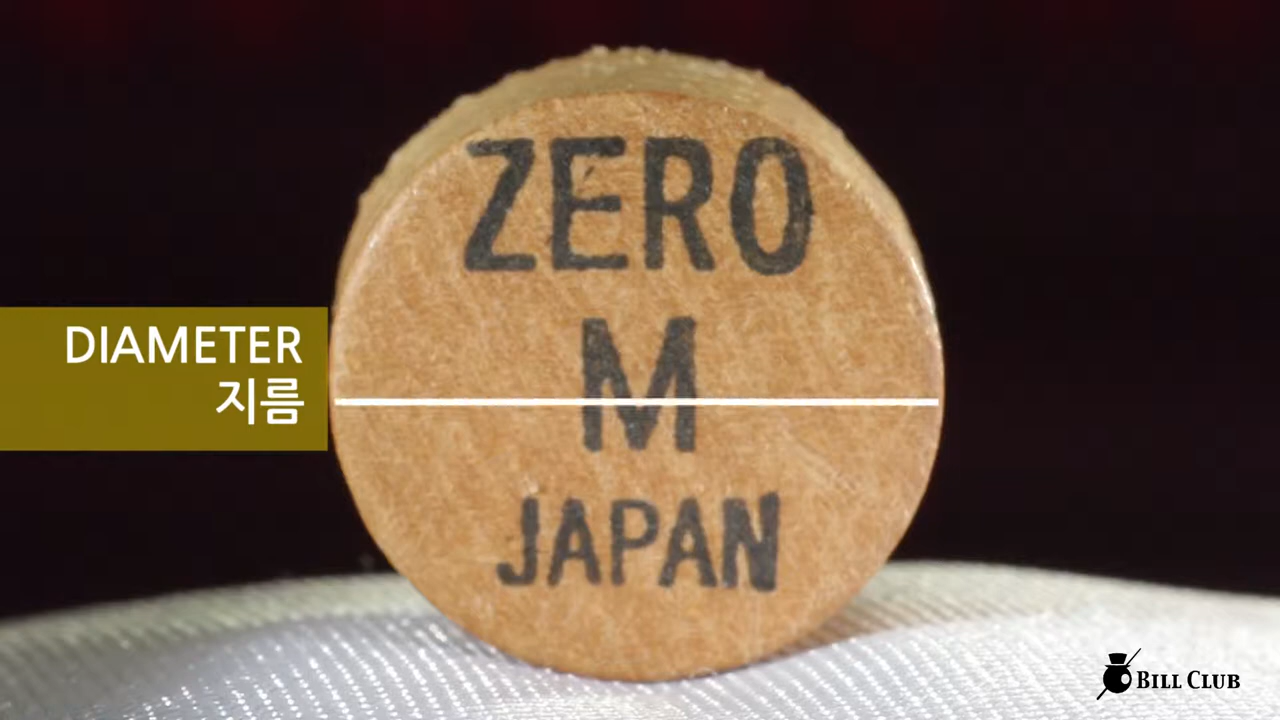 ZERO
M
JAPAN
DIAMETER
지름
BILL CLUB